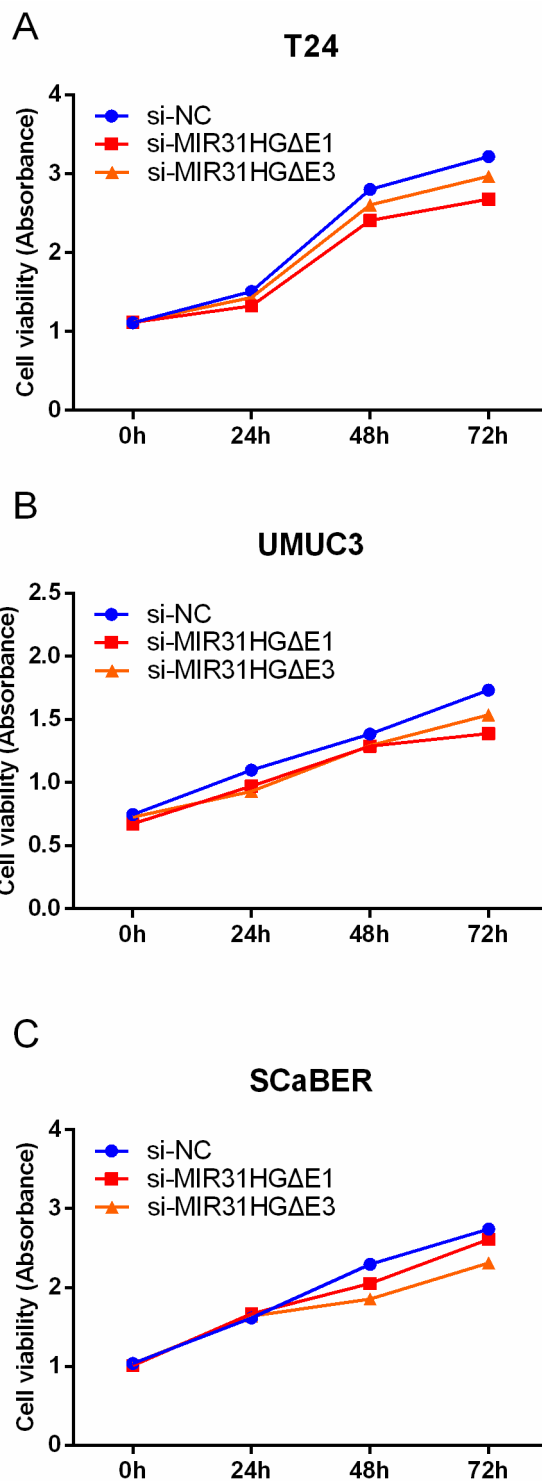 A
T24
Cell viability (Absorbance)
4
3
2
1
0
si-NC
si-MIR31HGΔE1
si-MIR31HGΔE3
0h 24h 48h 72h
B
UMUC3
Cell viability (Absorbance)
2.5
2.0
1.5
1.0
0.5
0.0
si-NC
si-MIR31HGΔE1
si-MIR31HGΔE3
0h 24h 48h 72h
C
SCaBER
Cell viability (Absorbance)
4
3
2
1
0
si-NC
si-MIR31HGΔE1
si-MIR31HGΔE3
0h 24h 48h 72h